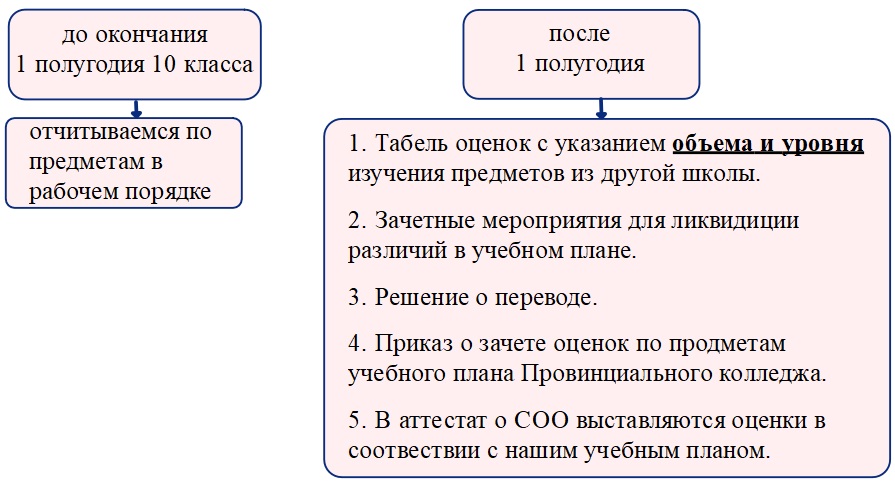 до окончания
1 полугодия 10 класса
отчитываемся по
предметам в
рабочем порядке
после
1 полугодия
1. Табель оценок с указанием объема и уровня
изучения предметов из другой школы.
2. Зачетные мероприятия для ликвидиции
различий в учебном плане.
3. Решение о переводе.
4. Приказ о зачете оценок по продметам
учебного плана Провинциального колледжа.
5. В аттестат о СОО выставляются оценки в
соотвествии с нашим учебным планом.